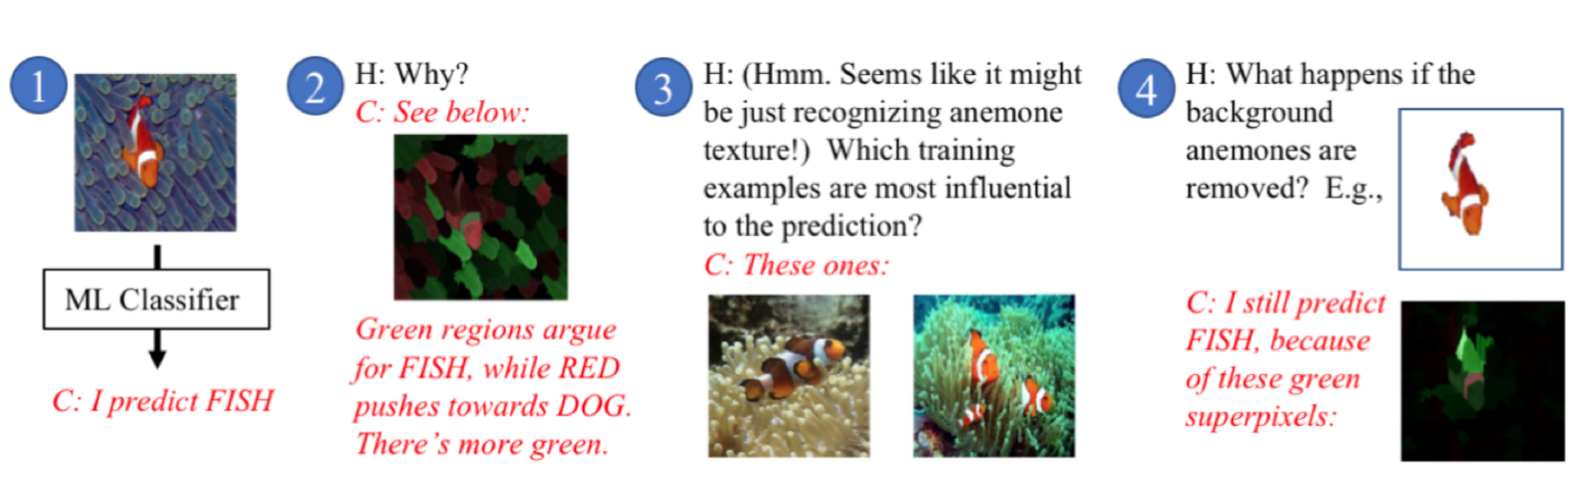 1
ML Classifier
C: I predict FISH
2
H: Why?
C: See below:
Green regions argue
for FISH, while RED
pushes towards DOG.
There's more green.
3
H: (Hmm. Seems like it might
be just recognizing anemone
texture!) Which training
examples are most influential
to the prediction?
C: These ones:
4
H: What happens if the
background
anemones are
removed? E.g.,
C: I still predict
FISH, because
of these green
superpixels: